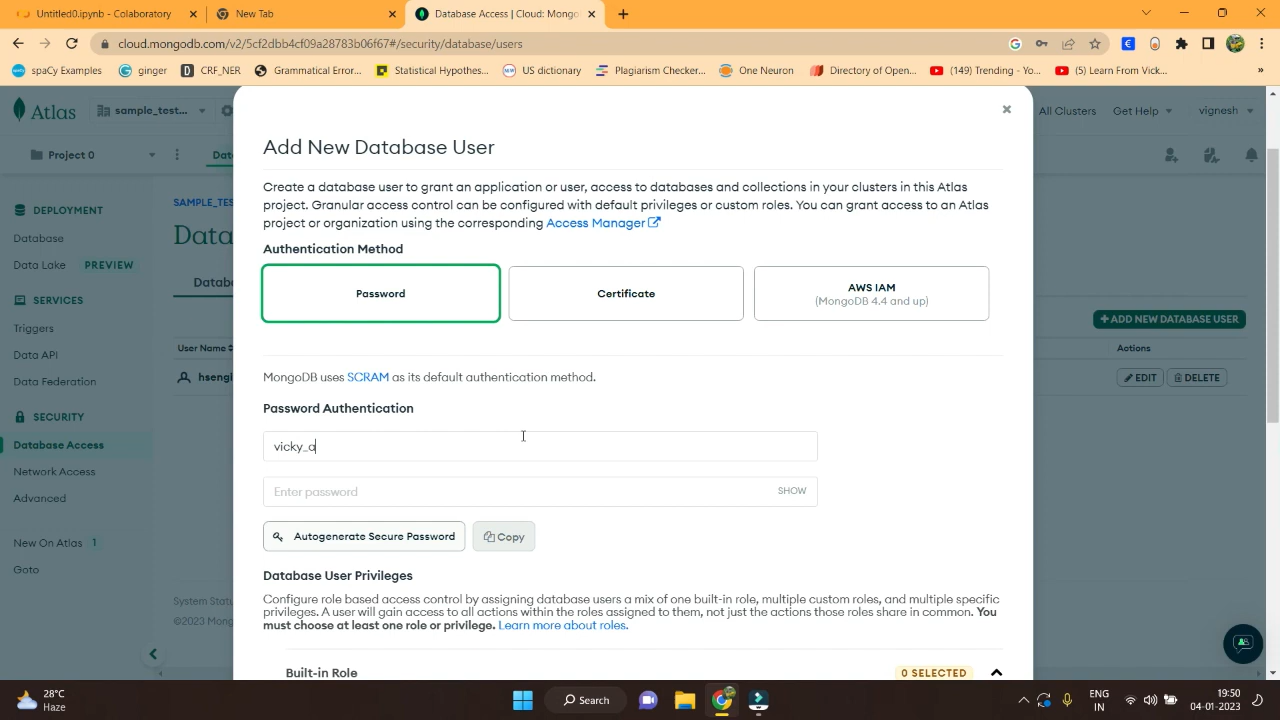 Untitled0.ipynb - Colaboratory
New Tab
Database Access | Cloud: Mongo
cloud.mongodb.com/v2/5cf2dbb4cf09a28783b06f67#/security/database/users
spaCy Examples
ginger
CRF_NER
Grammatical Error...
Statistical Hypothes...
US dictionary
Plagiarism Checker...
One Neuron
Directory of Open...
(149) Trending - Yo...
(5) Learn From Vick...
»
Atlas
sample_test...
All Clusters
Get Help
vignesh
Project 0
Dat
DEPLOYMENT
Database
Data Lake
PREVIEW
SERVICES
Triggers
Data API
Data Federation
SECURITY
Database Access
Network Access
Advanced
New On Atlas 1
Goto
SAMPLE_TES
Data
Datab
User Name
hsengi
System Statu
©2023 Mong
Add New Database User
Create a database user to grant an application or user, access to databases and collections in your clusters in this Atlas
project. Granular access control can be configured with default privileges or custom roles. You can grant access to an Atlas
project or organization using the corresponding Access Manager
Authentication Method
Password
Certificate
AWS IAM
(MongoDB 4.4 and up)
MongoDB uses SCRAM as its default authentication method.
Password Authentication
vicky_a
Enter password
SHOW
Autogenerate Secure Password
Copy
Database User Privileges
Configure role based access control by assigning database users a mix of one built-in role, multiple custom roles, and multiple specific
privileges. A user will gain access to all actions within the roles assigned to them, not just the actions those roles share in common. You
must choose at least one role or privilege. Learn more about roles.
Built-in Role
0 SELECTED
+ ADD NEW DATABASE USER
Actions
EDIT
DELETE
28°C
Haze
Search
ENG
IN
19:50
04-01-2023